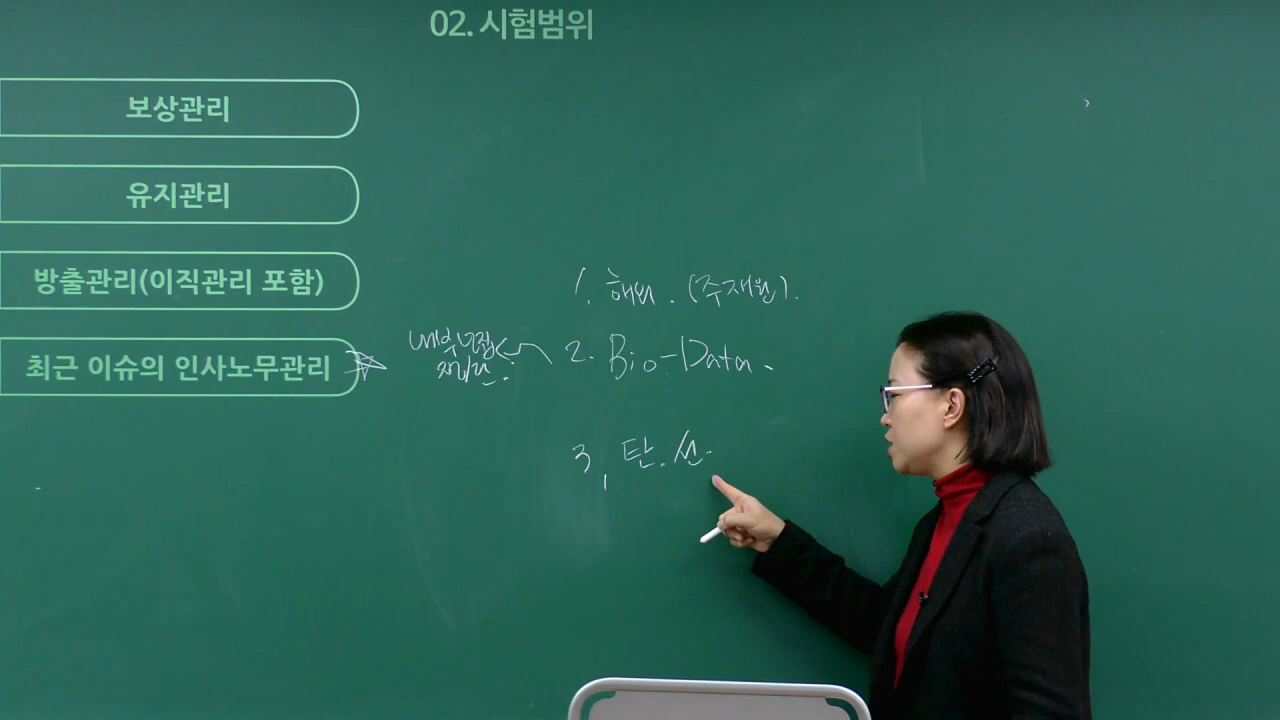 02. 시험범위
보상관리
유지관리
방출관리(이직관리 포함)
최근 이슈의 인사노무관리
1. 해외. (주재원).
2. Bio-Data.
3. 탄.선.